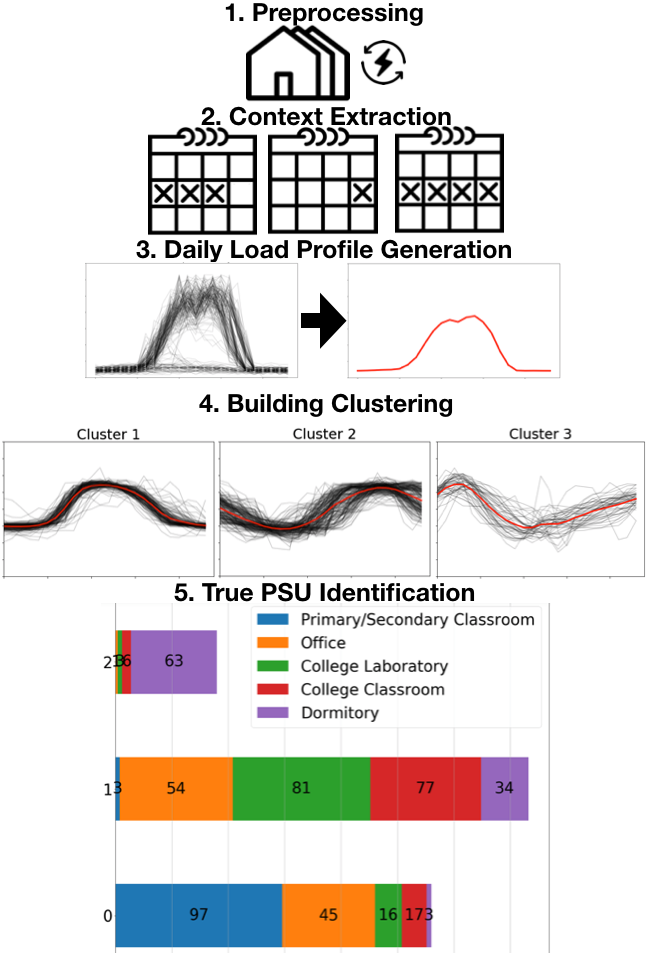 1. Preprocessing
2. Context Extraction
3. Daily Load Profile Generation
4. Building Clustering
Cluster 1
Cluster 2
Cluster 3
5. True PSU Identification
Primary/Secondary Classroom
Office
College Laboratory
College Classroom
Dormitory
2
6
63
1
3
54
81
77
34
0
97
45
16
17
3